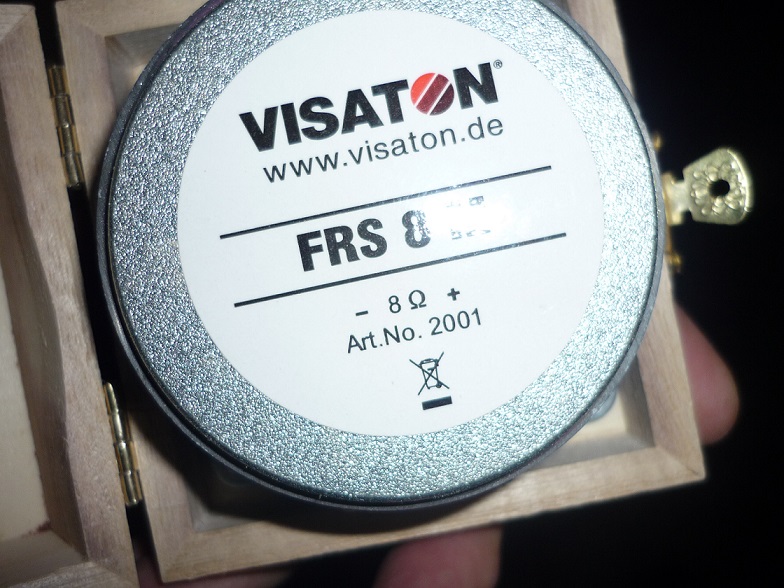 VISATON®
www.visaton.de
FRS 8
- 8 Ω +
Art.No. 2001